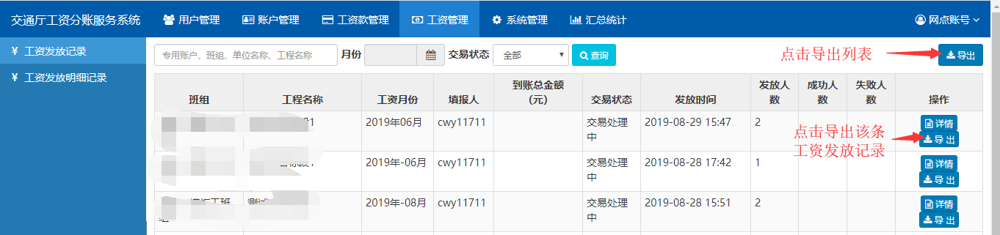 交通厅工资分账服务系统 用户管理 账户管理 工资款管理 工资管理 系统管理 汇总统计 网点账号
¥ 工资发放记录
¥ 工资发放明细记录
专用账户、班组、单位名称、工程名称 月份 交易状态 全部 查询 点击导出列表 导出
班组 工程名称 工资月份 填报人 到账总金额（元） 交易状态 发放时间 发放人数 成功人数 失败人数 操作
2019年06月 cwy11711 交易处理中 2019-08-29 15:47 2 详情
导 出
点击导出该条
工资发放记录
2019年-06月 cwy11711 交易处理中 2019-08-28 17:42 1 详情
导 出
2019年-08月 cwy11711 交易处理中 2019-08-28 15:51 2 详情
导 出